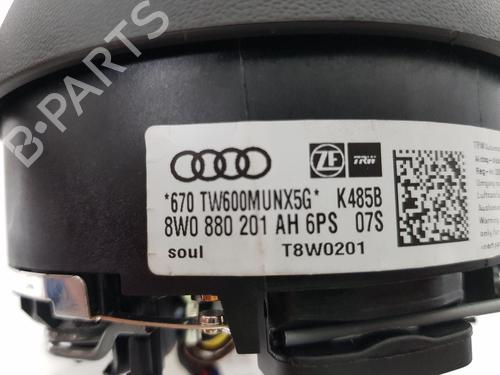 B-PARTS
ZF TRW
*670 TW600MUNX5G* K485B
8W0 880 201 AH 6PS 07S
soul T8W0201